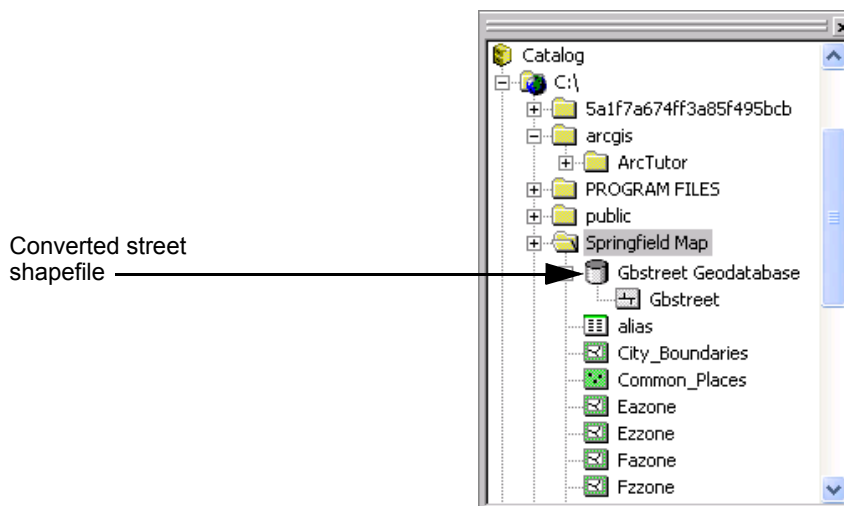 Catalog
C:\
5a1f7a674ff3a85f495bcb
arcgis
ArcTutor
PROGRAM FILES
public
Springfield Map
Converted street
shapefile
Gbstreet Geodatabase
Gbstreet
alias
City_Boundaries
Common_Places
Eazone
Ezzone
Fazone
Fzzone